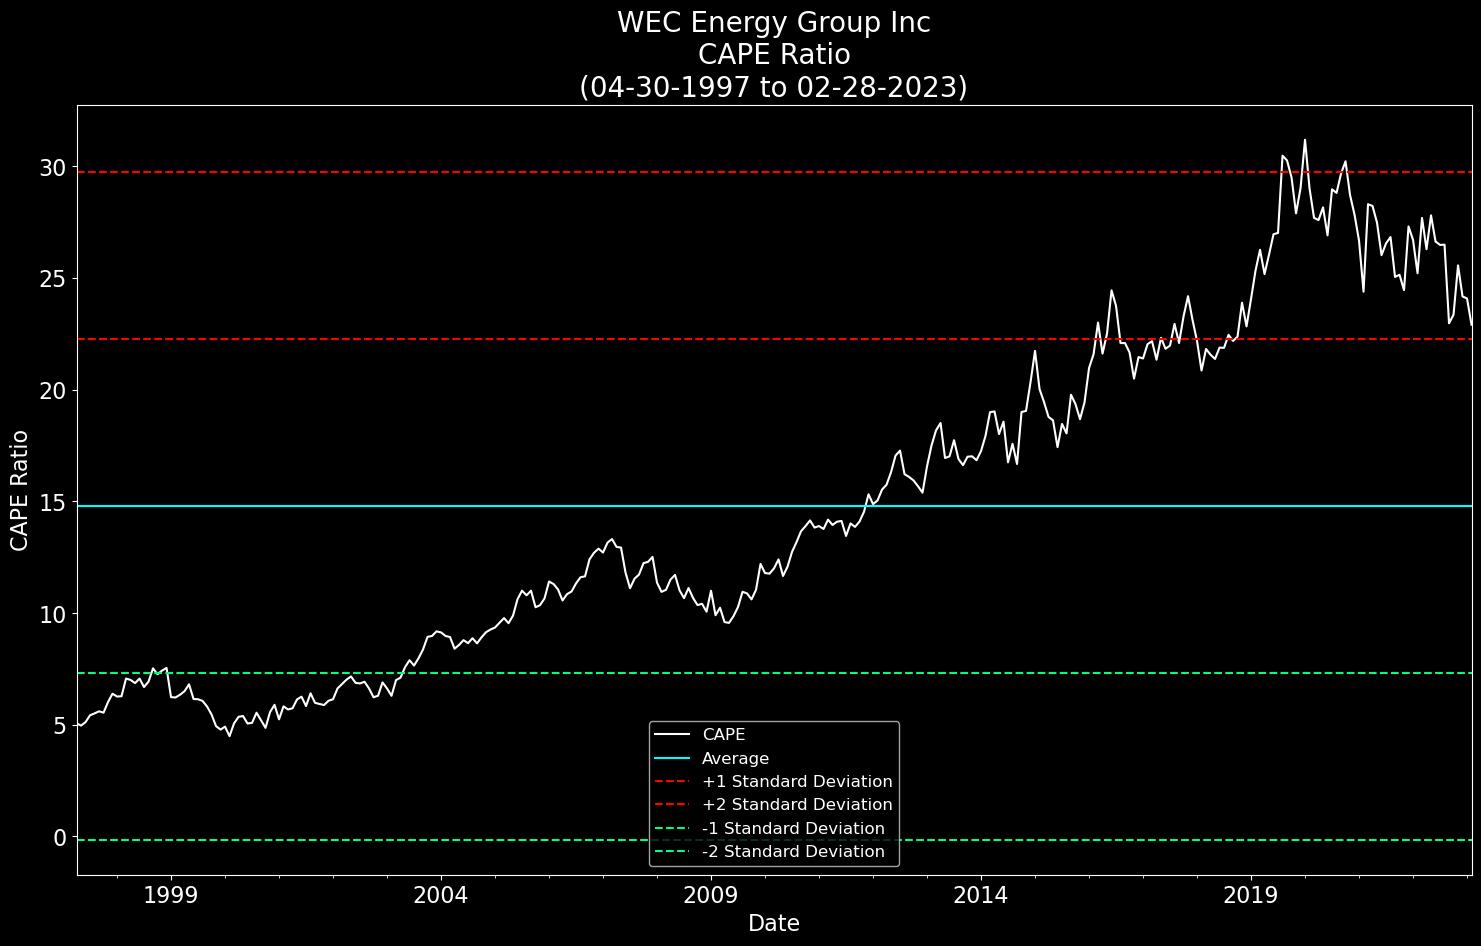 WEC Energy Group Inc
CAPE Ratio
(04-30-1997 to 02-28-2023)
CAPE Ratio
30
25
20
15
10
5
0
CAPE
Average
+1 Standard Deviation
+2 Standard Deviation
-1 Standard Deviation
-2 Standard Deviation
1999 2004 2009 2014 2019
Date